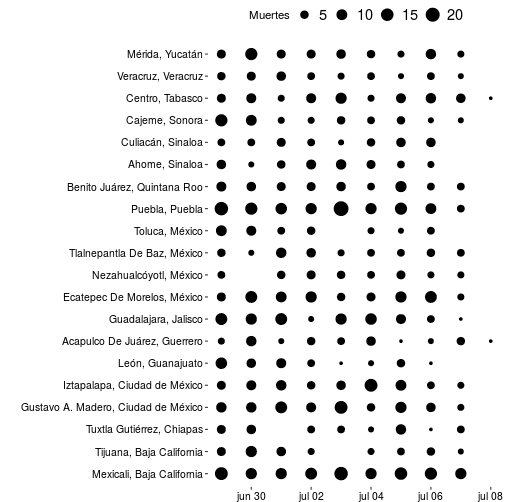 Muertes 5 10 15 20
Mérida, Yucatán
Veracruz, Veracruz
Centro, Tabasco
Cajeme, Sonora
Culiacán, Sinaloa
Ahome, Sinaloa
Benito Juárez, Quintana Roo
Puebla, Puebla
Toluca, México
Tlalnepantla De Baz, México
Nezahualcóyotl, México
Ecatepec De Morelos, México
Guadalajara, Jalisco
Acapulco De Juárez, Guerrero
León, Guanajuato
Iztapalapa, Ciudad de México
Gustavo A. Madero, Ciudad de México
Tuxtla Gutiérrez, Chiapas
Tijuana, Baja California
Mexicali, Baja California
jun 30 jul 02 jul 04 jul 06 jul 08